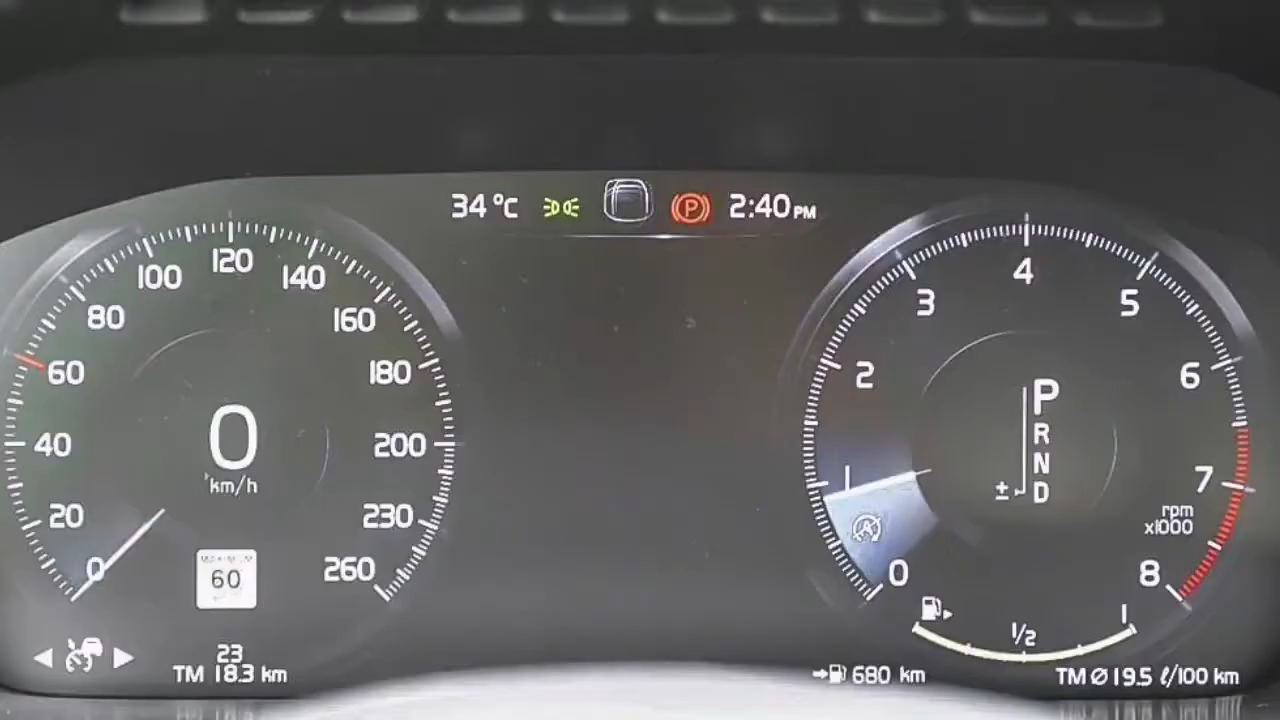 34 °C P 2:40 PM
0
20
40
60
80
100
120
140
160
180
200
230
260
0
km/h
MAXIMUM
60
23
TM 18.3 km
0
1
2
3
4
5
6
7
8
rpm
x1000
P
R
N
± D
A
1/2
1
680 km
TM Ø 19.5 ℓ/100 km